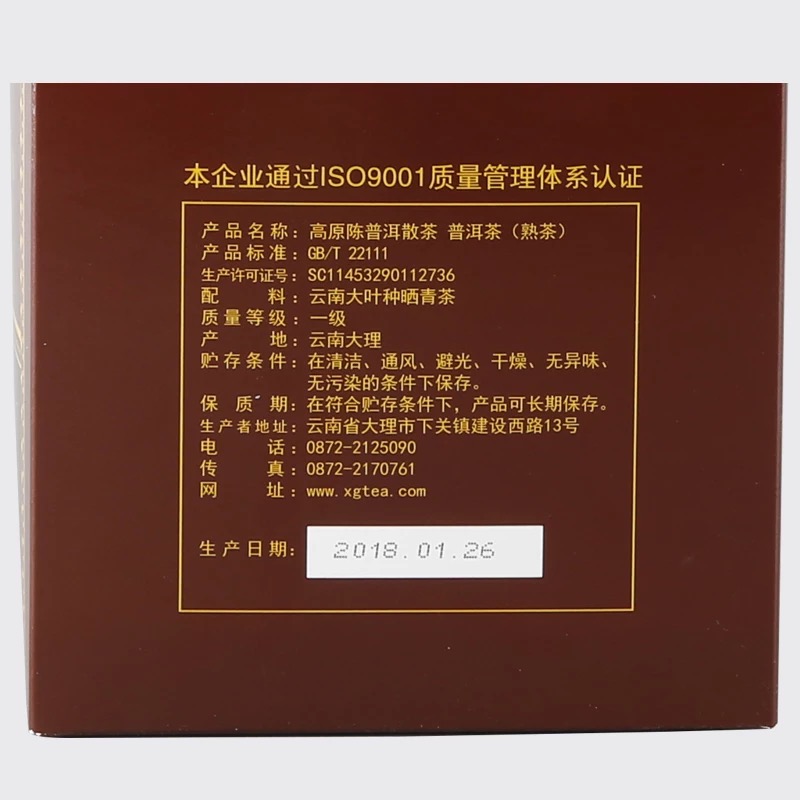 本企业通过ISO9001质量管理体系认证
产品名称：高原陈普洱散茶 普洱茶（熟茶）
产品标准：GB/T 22111
生产许可证号：SC11453290112736
配料：云南大叶种晒青茶
质量等级：一级
产地：云南大理
贮存条件：在清洁、通风、避光、干燥、无异味、
无污染的条件下保存。
保质期：在符合贮存条件下，产品可长期保存。
生产者地址：云南省大理市下关镇建设西路13号
电话：0872-2125090
传真：0872-2170761
网址：www.xgtea.com
生产日期：2018.01.26